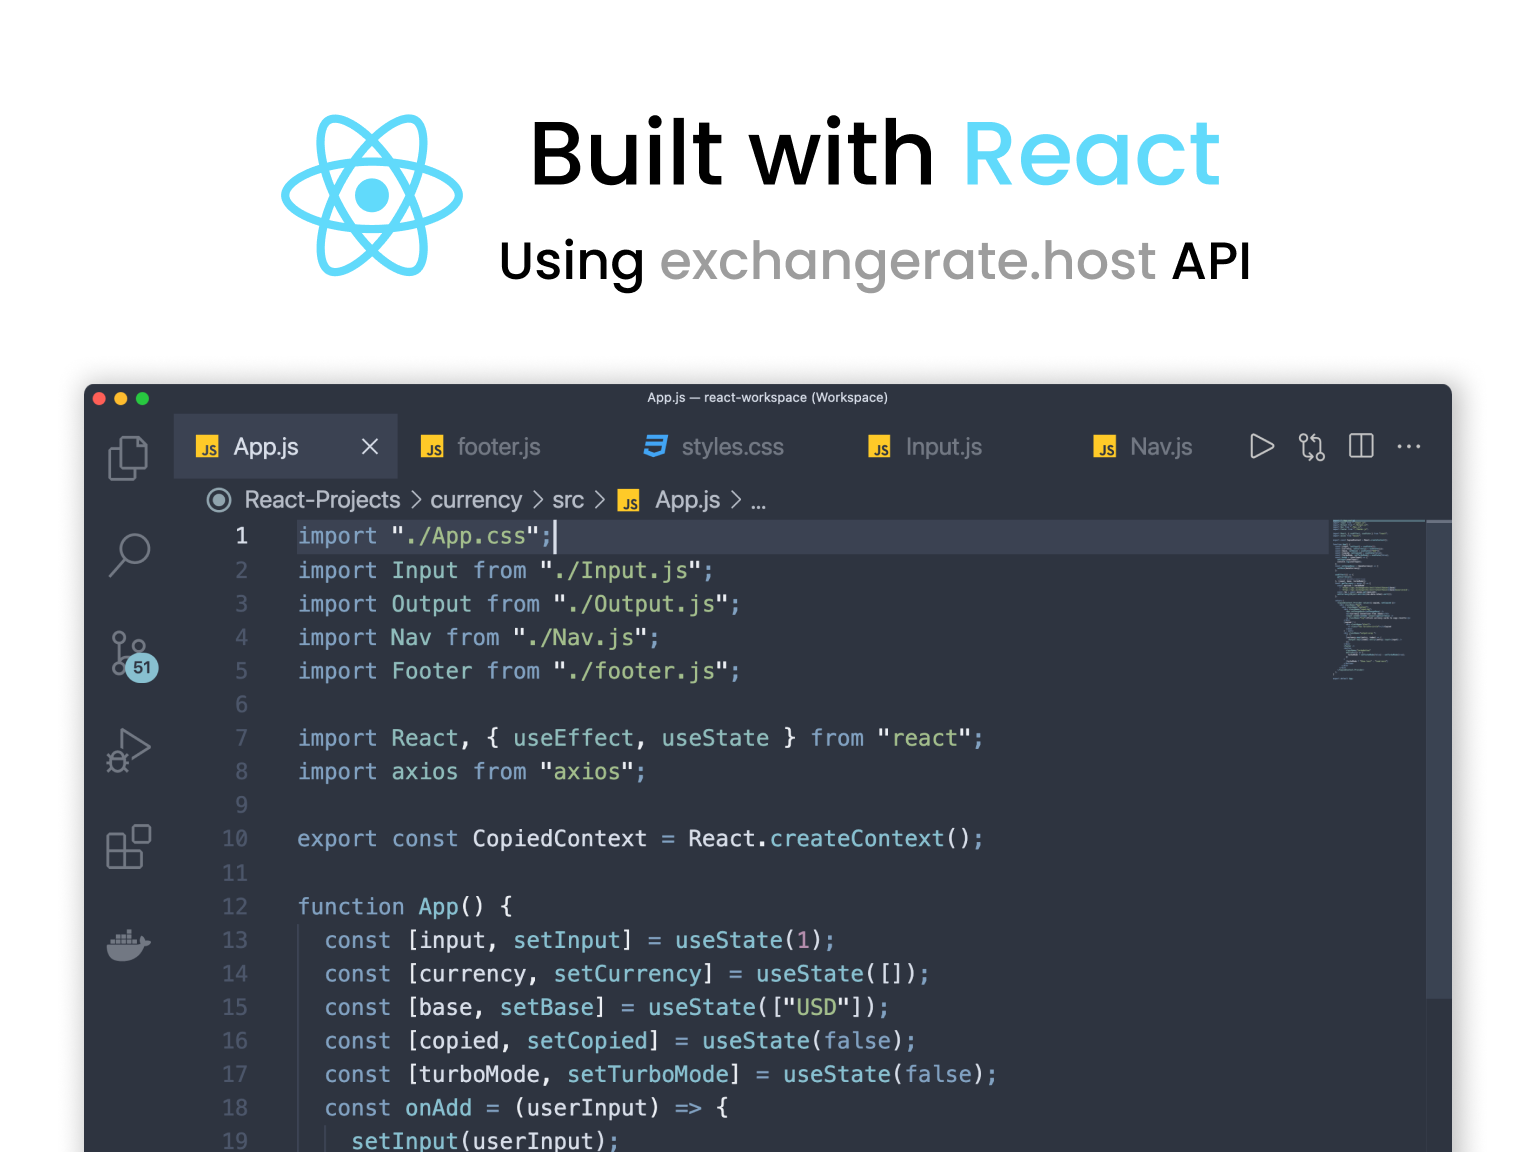 Built with React
Using exchangerate.host API
App.js — react-workspace (Workspace)
JS App.js JS footer.js styles.css JS Input.js JS Nav.js
React-Projects > currency > src > JS App.js > ...
51
1 import "./App.css";
2 import Input from "./Input.js";
3 import Output from "./Output.js";
4 import Nav from "./Nav.js";
5 import Footer from "./footer.js";
6
7 import React, { useEffect, useState } from "react";
8 import axios from "axios";
9
10 export const CopiedContext = React.createContext();
11
12 function App() {
13 const [input, setInput] = useState(1);
14 const [currency, setCurrency] = useState([]);
15 const [base, setBase] = useState(["USD"]);
16 const [copied, setCopied] = useState(false);
17 const [turboMode, setTurboMode] = useState(false);
18 const onAdd = (userInput) => {
19 setInput(userInput);